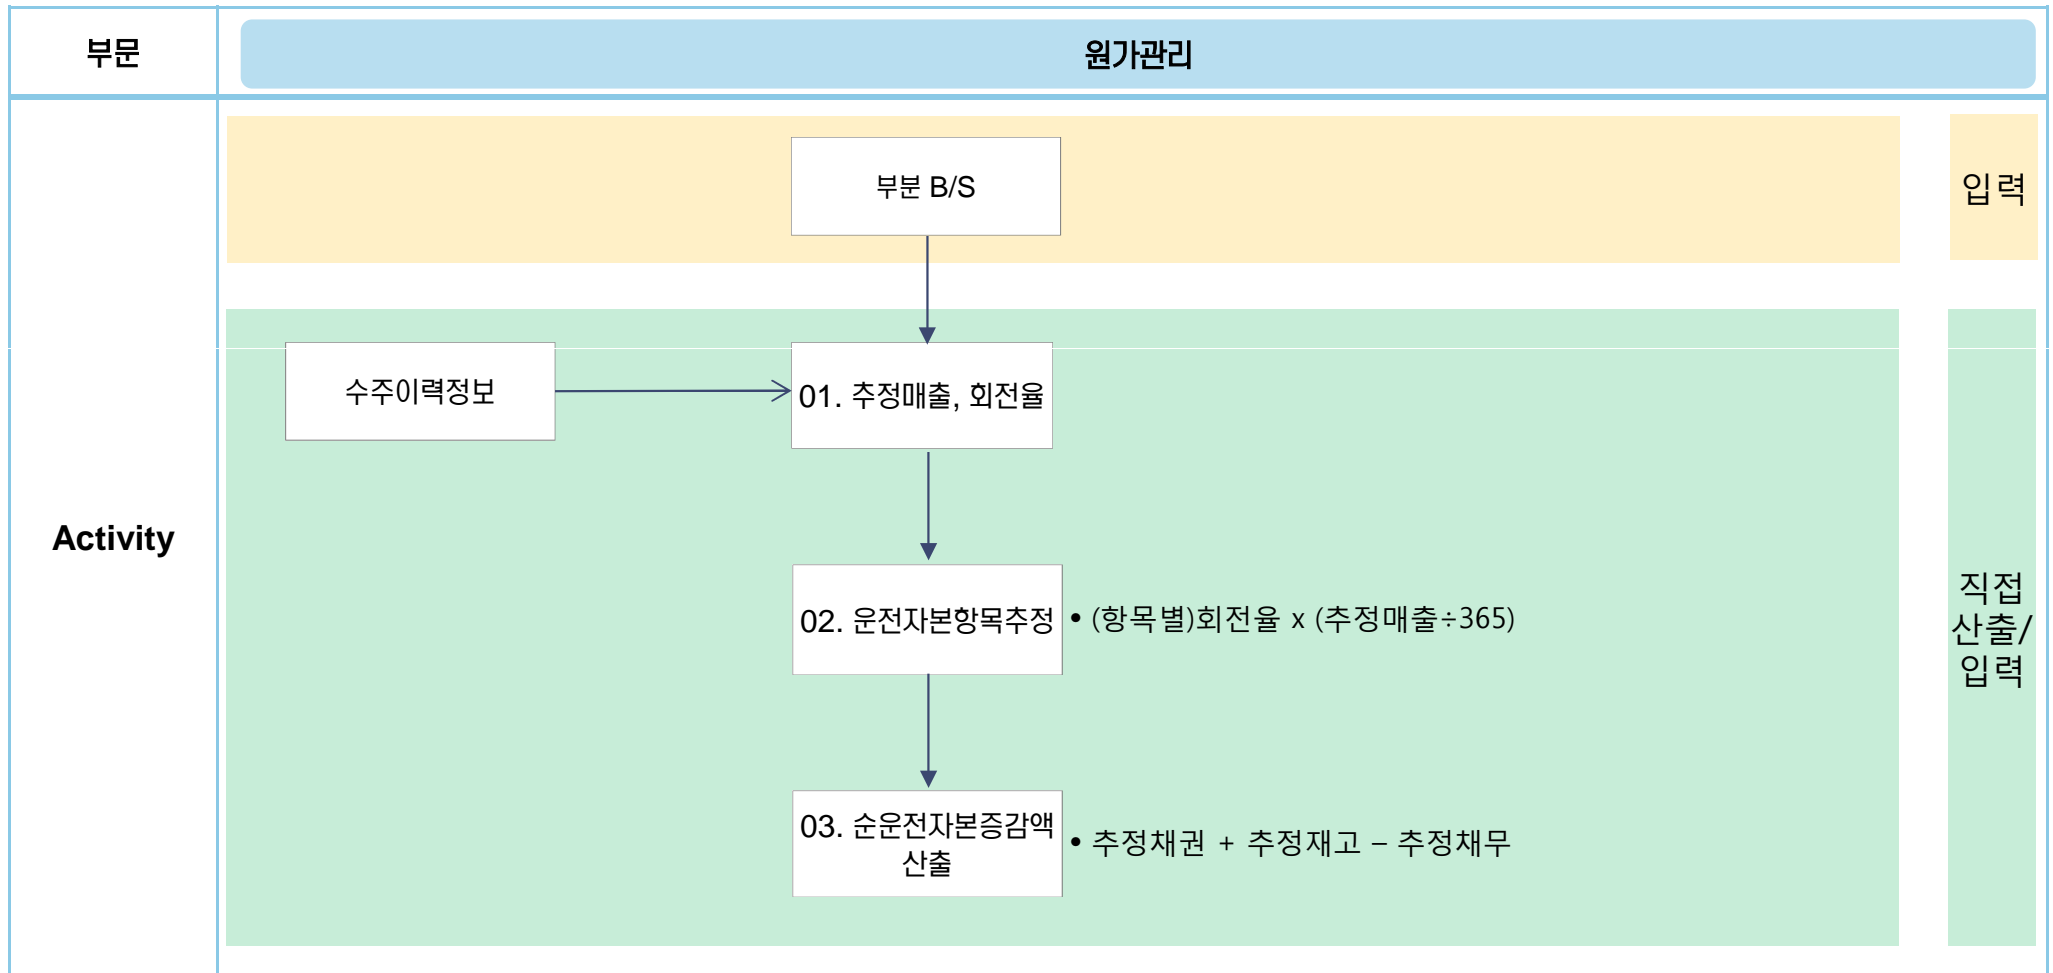 부문
원가관리
부분 B/S
입력
수주이력정보
01. 추정매출, 회전율
Activity
02. 운전자본항목추정
• (항목별)회전율 x (추정매출÷365)
직접
산출/
입력
03. 순운전자본증감액
산출
• 추정채권 + 추정재고 – 추정채무